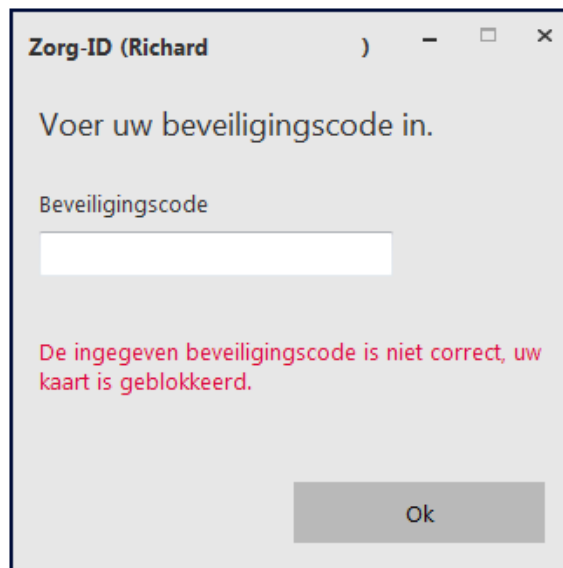 Zorg-ID (Richard )
Voer uw beveiligingscode in.
Beveiligingscode
De ingegeven beveiligingscode is niet correct, uw
kaart is geblokkeerd.
Ok